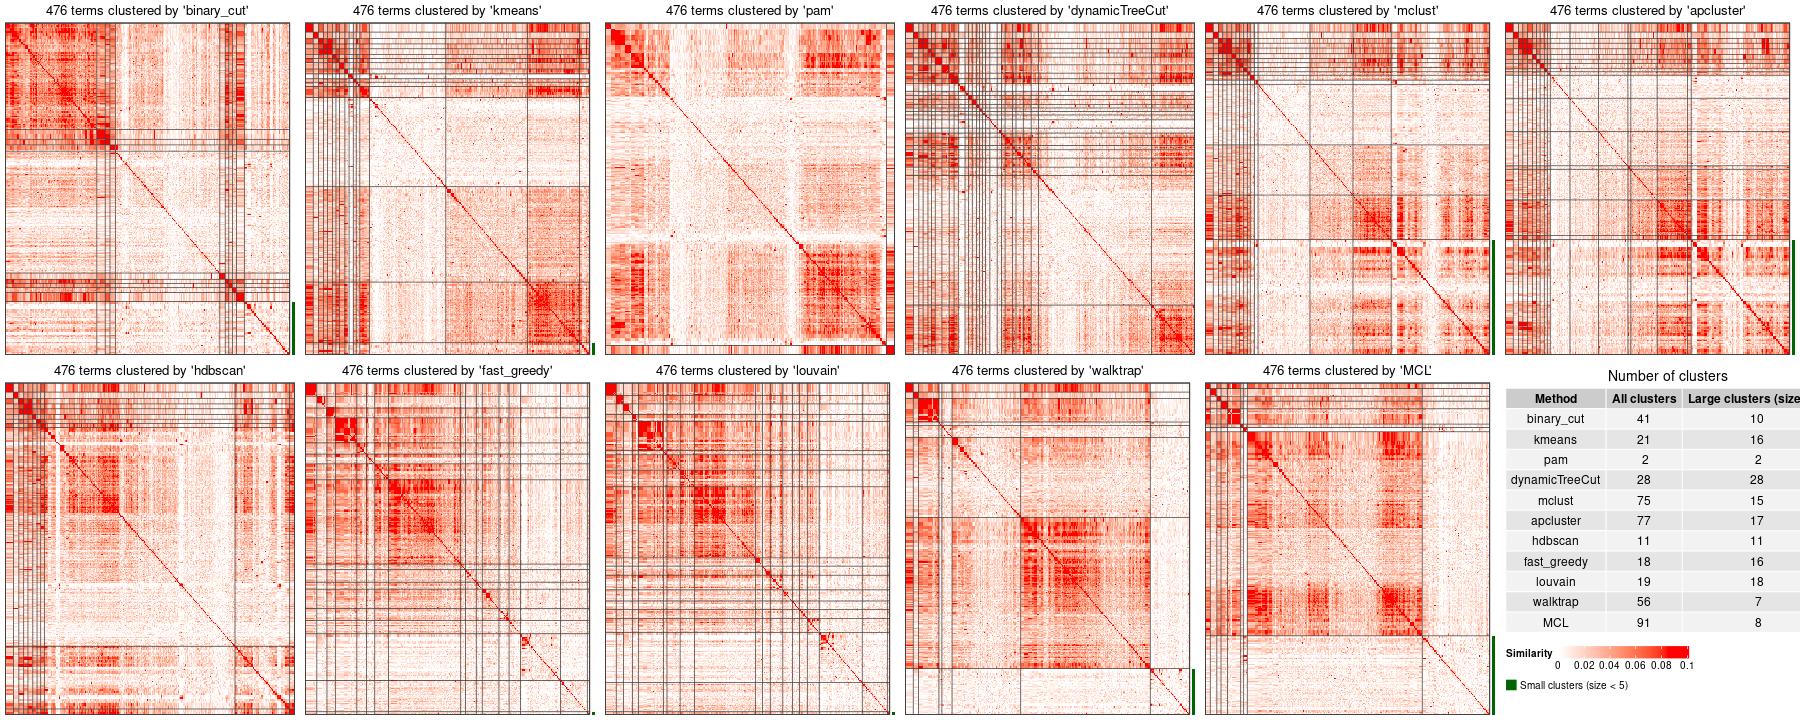 476 terms clustered by 'binary_cut'
476 terms clustered by 'kmeans'
476 terms clustered by 'pam'
476 terms clustered by 'dynamicTreeCut'
476 terms clustered by 'mclust'
476 terms clustered by 'apcluster'
476 terms clustered by 'hdbscan'
476 terms clustered by 'fast_greedy'
476 terms clustered by 'louvain'
476 terms clustered by 'walktrap'
476 terms clustered by 'MCL'
Number of clusters
Method All clusters Large clusters (size
binary_cut 41 10
kmeans 21 16
pam 2 2
dynamicTreeCut 28 28
mclust 75 15
apcluster 77 17
hdbscan 11 11
fast_greedy 18 16
louvain 19 18
walktrap 56 7
MCL 91 8
Similarity
0 0.02 0.04 0.06 0.08 0.1
Small clusters (size < 5)